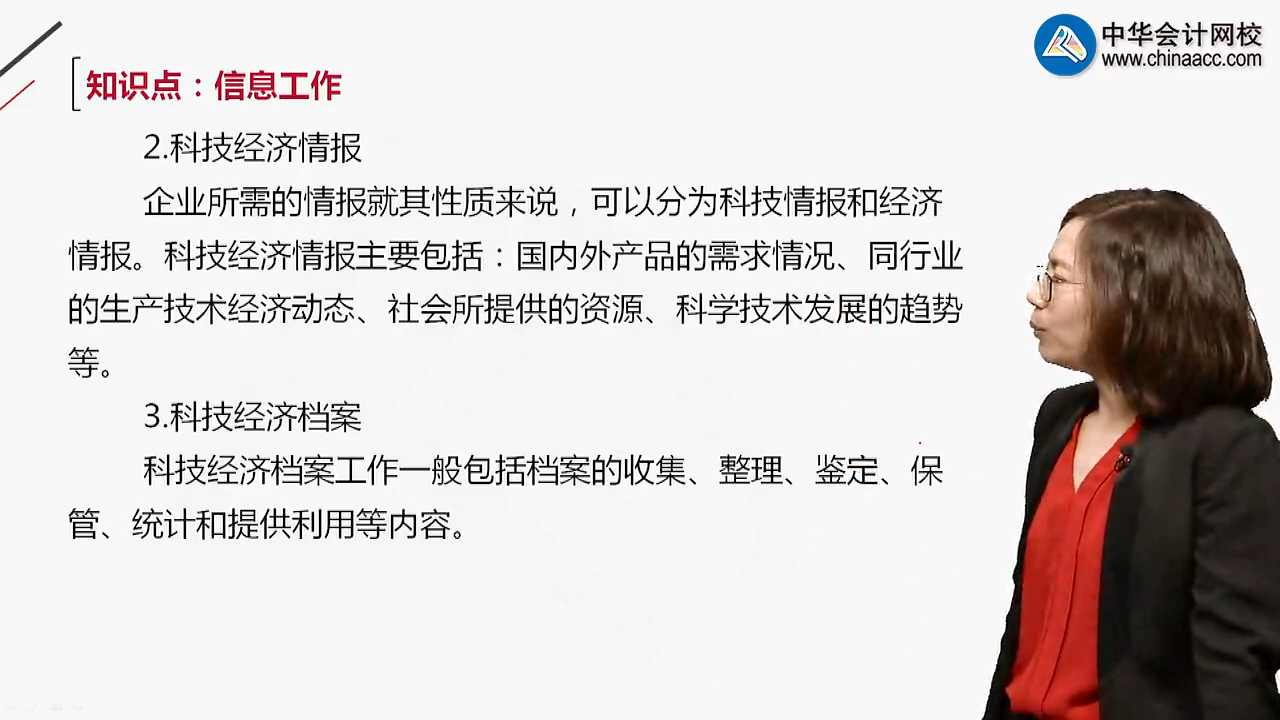 中华会计网校
www.chinaacc.com
知识点：信息工作
2.科技经济情报
企业所需的情报就其性质来说，可以分为科技情报和经济
情报。科技经济情报主要包括：国内外产品的需求情况、同行业
的生产技术经济动态、社会所提供的资源、科学技术发展的趋势
等。
3.科技经济档案
科技经济档案工作一般包括档案的收集、整理、鉴定、保
管、统计和提供利用等内容。